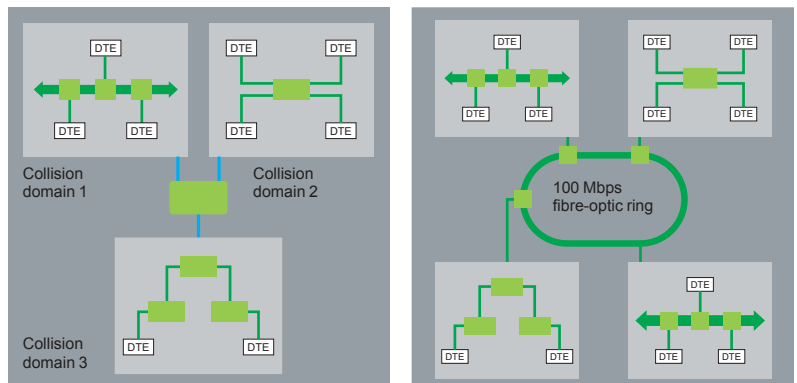 DTE
DTE
DTE
DTE
DTE
DTE
DTE
Collision
domain 1
Collision
domain 2
DTE
DTE
Collision
domain 3
DTE
DTE
DTE
DTE
DTE
DTE
DTE
100 Mbps
fibre-optic ring
DTE
DTE
DTE
DTE
DTE